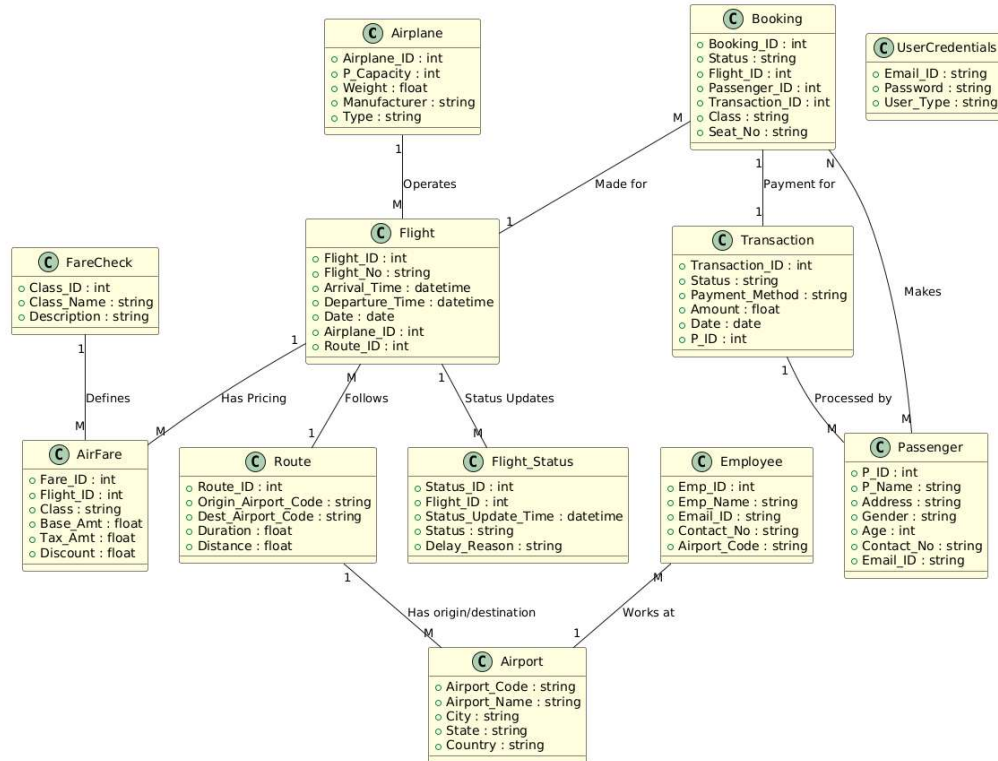 C Airplane
Airplane_ID : int
P_Capacity : int
Weight : float
Manufacturer : string
Type : string
C Booking
Booking_ID : int
Status : string
Flight_ID : int
Passenger_ID : int
Transaction_ID : int
Class : string
Seat_No : string
C UserCredentials
Email_ID : string
Password : string
User_Type : string
1
Operates
M
M
Made for
1
1
Payment for
1
N
Makes
M
C FareCheck
Class_ID : int
Class_Name : string
Description : string
C Flight
Flight_ID : int
Flight_No : string
Arrival_Time : datetime
Departure_Time : datetime
Date : date
Airplane_ID : int
Route_ID : int
C Transaction
Transaction_ID : int
Status : string
Payment_Method : string
Amount : float
Date : date
P_ID : int
1
Defines
M
1
Has Pricing
M
M
Follows
1
1
Status Updates
M
1
Processed by
M
C AirFare
Fare_ID : int
Flight_ID : int
Class : string
Base_Amt : float
Tax_Amt : float
Discount : float
C Route
Route_ID : int
Origin_Airport_Code : string
Dest_Airport_Code : string
Duration : float
Distance : float
C Flight_Status
Status_ID : int
Flight_ID : int
Status_Update_Time : datetime
Status : string
Delay_Reason : string
C Employee
Emp_ID : int
Emp_Name : string
Email_ID : string
Contact_No : string
Airport_Code : string
C Passenger
P_ID : int
P_Name : string
Address : string
Gender : string
Age : int
Contact_No : string
Email_ID : string
1
Has origin/destination
M
M
Works at
1
C Airport
Airport_Code : string
Airport_Name : string
City : string
State : string
Country : string